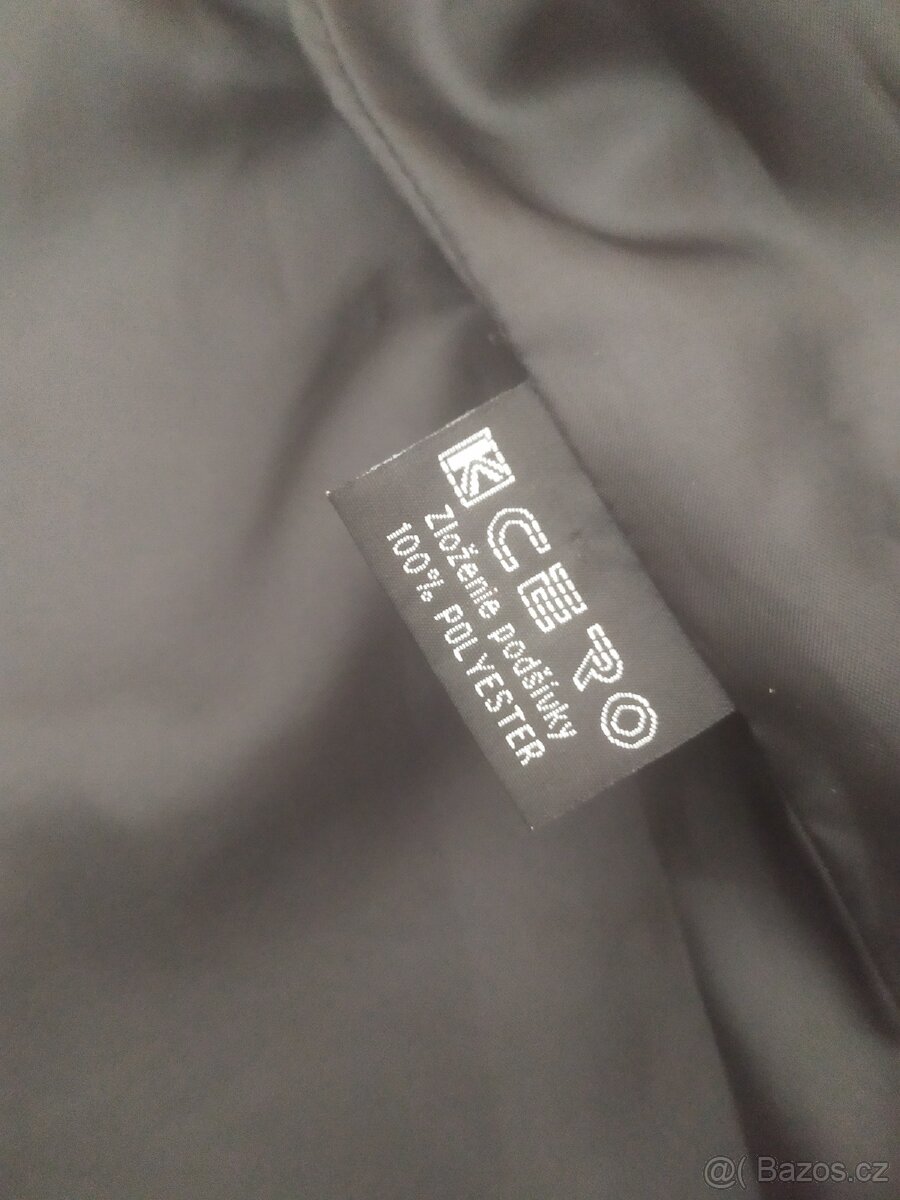 K CERO
Zloženie podšívky
100% POLYESTER
@( Bazos.cz